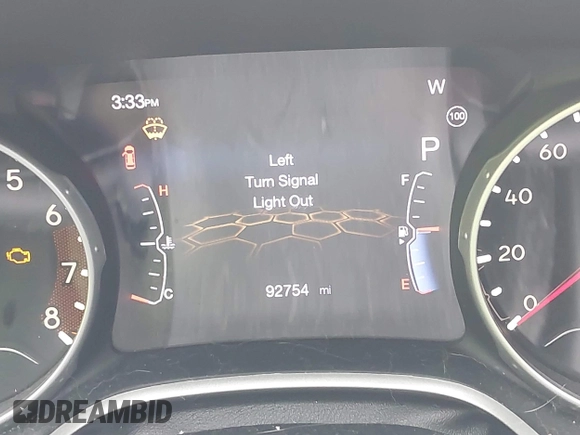 3:33PM
W
100
Left
Turn Signal
Light Out
P
H
C
F
E
92754 mi
5
6
7
8
60
40
20
0
DREAMBID